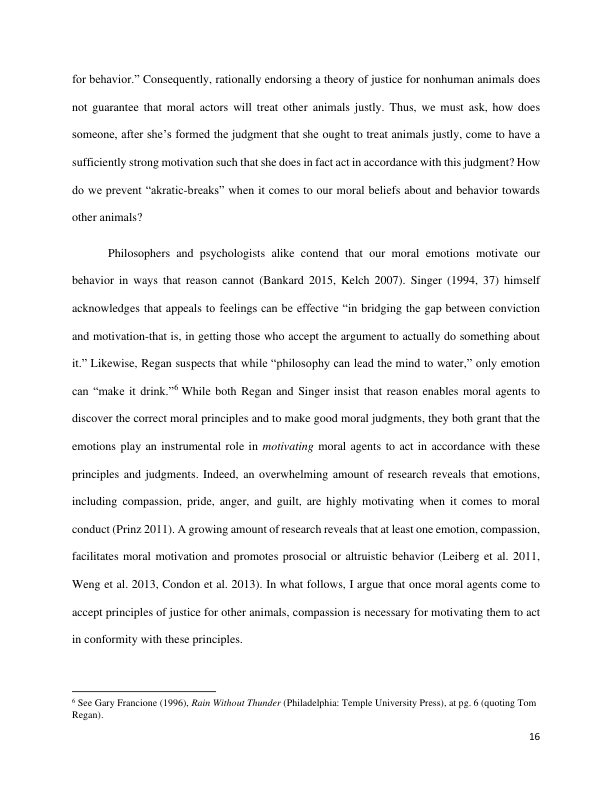 for behavior.” Consequently, rationally endorsing a theory of justice for nonhuman animals does
not guarantee that moral actors will treat other animals justly. Thus, we must ask, how does
someone, after she’s formed the judgment that she ought to treat animals justly, come to have a
sufficiently strong motivation such that she does in fact act in accordance with this judgment? How
do we prevent “akratic-breaks” when it comes to our moral beliefs about and behavior towards
other animals?
Philosophers and psychologists alike contend that our moral emotions motivate our
behavior in ways that reason cannot (Bankard 2015, Kelch 2007). Singer (1994, 37) himself
acknowledges that appeals to feelings can be effective “in bridging the gap between conviction
and motivation-that is, in getting those who accept the argument to actually do something about
it.” Likewise, Regan suspects that while “philosophy can lead the mind to water,” only emotion
can “make it drink.”⁶ While both Regan and Singer insist that reason enables moral agents to
discover the correct moral principles and to make good moral judgments, they both grant that the
emotions play an instrumental role in motivating moral agents to act in accordance with these
principles and judgments. Indeed, an overwhelming amount of research reveals that emotions,
including compassion, pride, anger, and guilt, are highly motivating when it comes to moral
conduct (Prinz 2011). A growing amount of research reveals that at least one emotion, compassion,
facilitates moral motivation and promotes prosocial or altruistic behavior (Leiberg et al. 2011,
Weng et al. 2013, Condon et al. 2013). In what follows, I argue that once moral agents come to
accept principles of justice for other animals, compassion is necessary for motivating them to act
in conformity with these principles.
⁶ See Gary Francione (1996), Rain Without Thunder (Philadelphia: Temple University Press), at pg. 6 (quoting Tom
Regan).
16